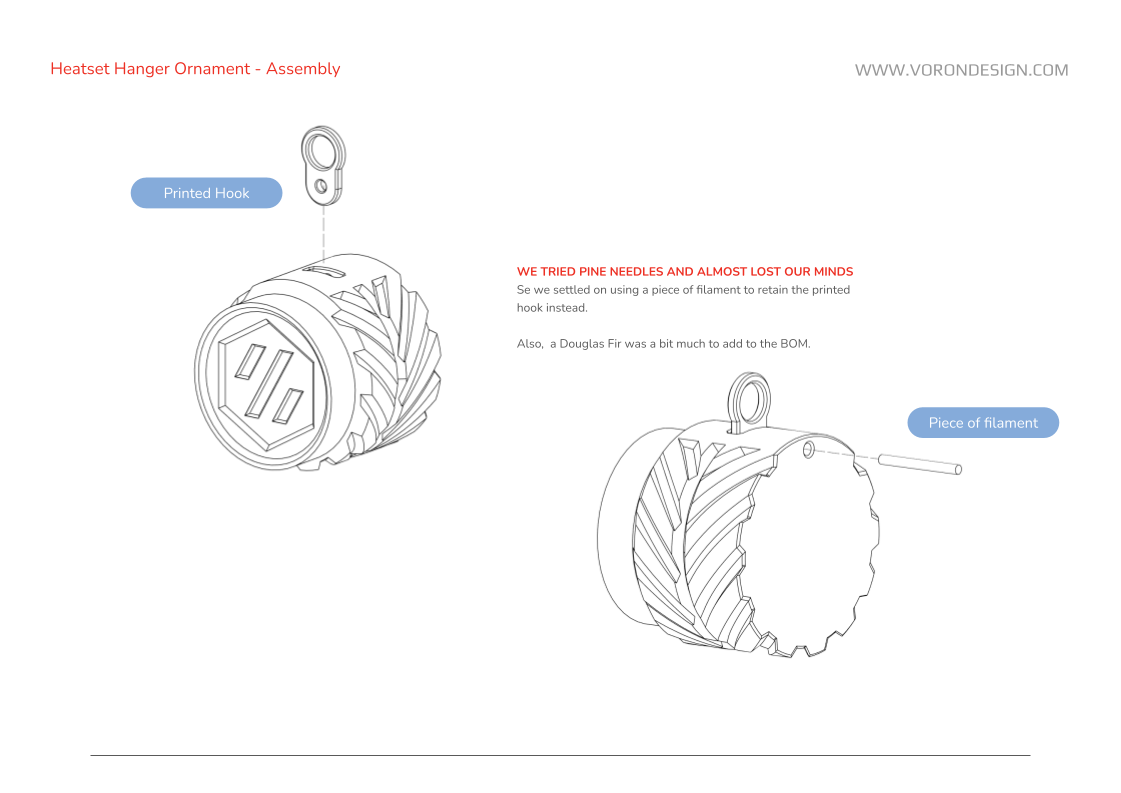 Heatset Hanger Ornament - Assembly
WWW.VORONDESIGN.COM
Printed Hook
WE TRIED PINE NEEDLES AND ALMOST LOST OUR MINDS
Se we settled on using a piece of filament to retain the printed
hook instead.
Also,  a Douglas Fir was a bit much to add to the BOM.
Piece of filament